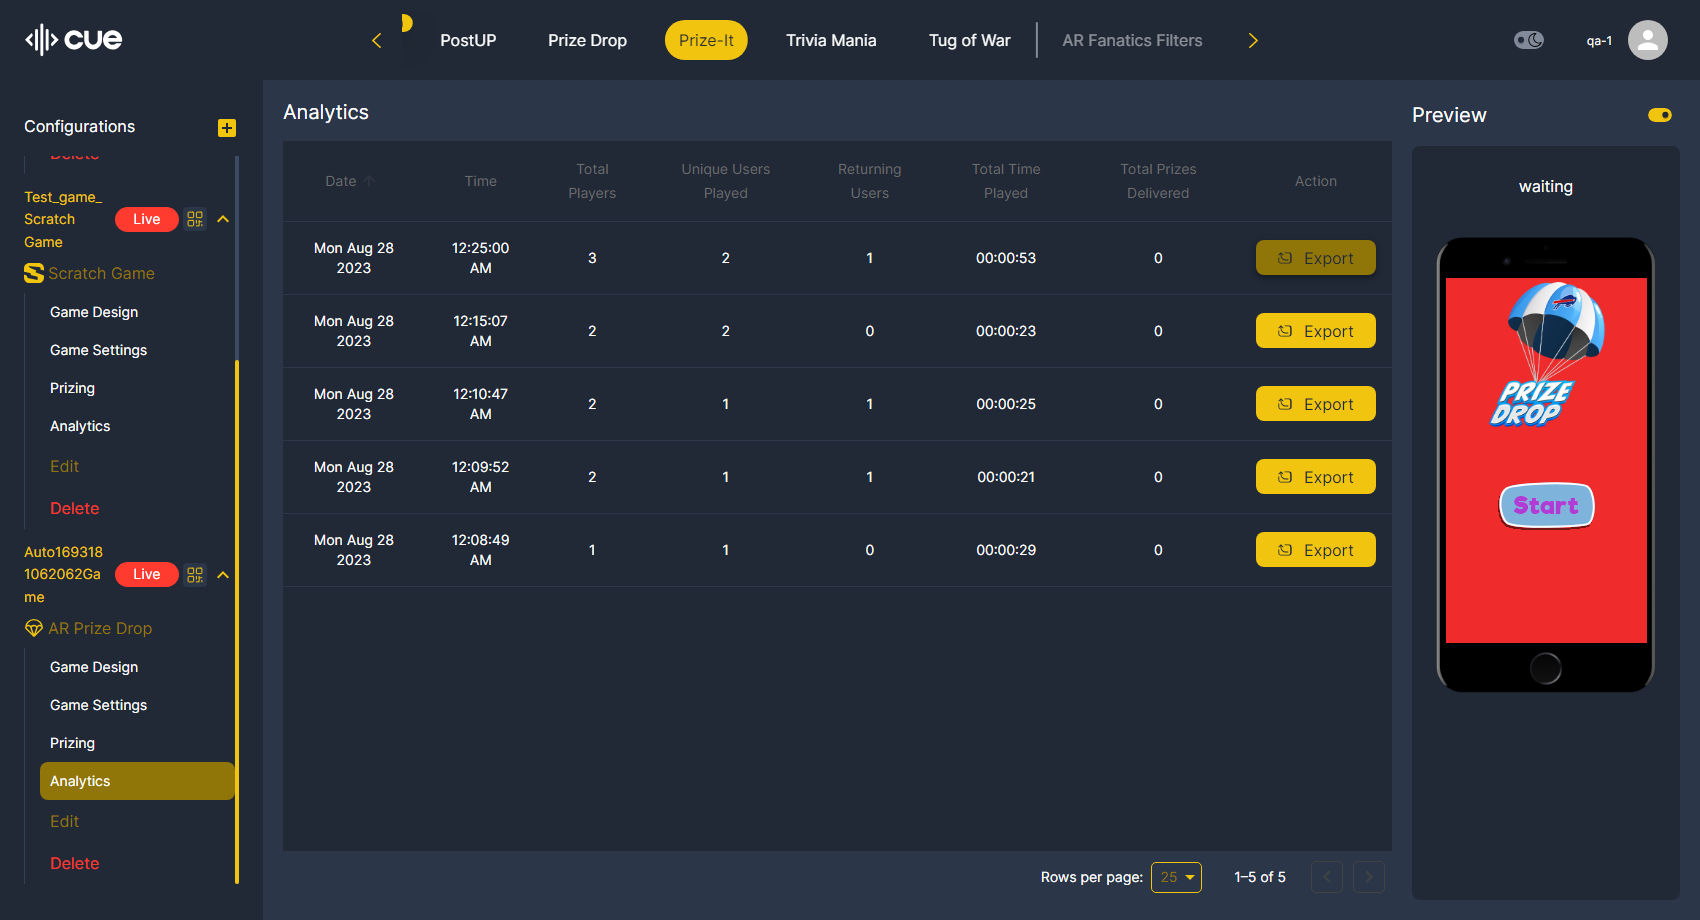 cue
PostUP
Prize Drop
Prize-It
Trivia Mania
Tug of War
AR Fanatics Filters
qa-1
Configurations
Delete
Test_game_
Scratch
Game
Live
Scratch Game
Game Design
Game Settings
Prizing
Analytics
Edit
Delete
Auto169318
1062062Ga
me
Live
AR Prize Drop
Game Design
Game Settings
Prizing
Analytics
Edit
Delete
Analytics
Date
Time
Total
Players
Unique Users
Played
Returning
Users
Total Time
Played
Total Prizes
Delivered
Action
Mon Aug 28
2023
12:25:00
AM
3
2
1
00:00:53
0
Export
Mon Aug 28
2023
12:15:07
AM
2
2
0
00:00:23
0
Export
Mon Aug 28
2023
12:10:47
AM
2
1
1
00:00:25
0
Export
Mon Aug 28
2023
12:09:52
AM
2
1
1
00:00:21
0
Export
Mon Aug 28
2023
12:08:49
AM
1
1
0
00:00:29
0
Export
Rows per page:
25
1–5 of 5
Preview
waiting
PRIZE
DROP
Start